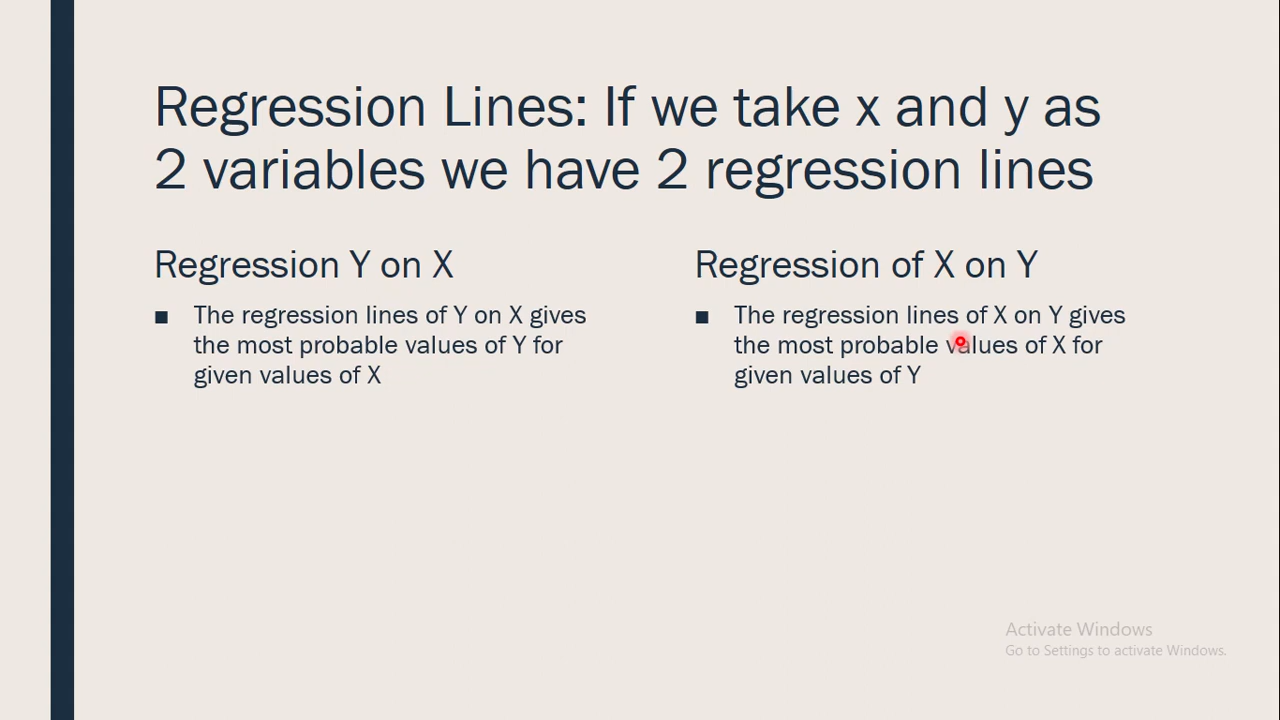 Regression Lines: If we take x and y as
2 variables we have 2 regression lines
Regression Y on X
■ The regression lines of Y on X gives
the most probable values of Y for
given values of X
Regression of X on Y
■ The regression lines of X on Y gives
the most probable values of X for
given values of Y
Activate Windows
Go to Settings to activate Windows.